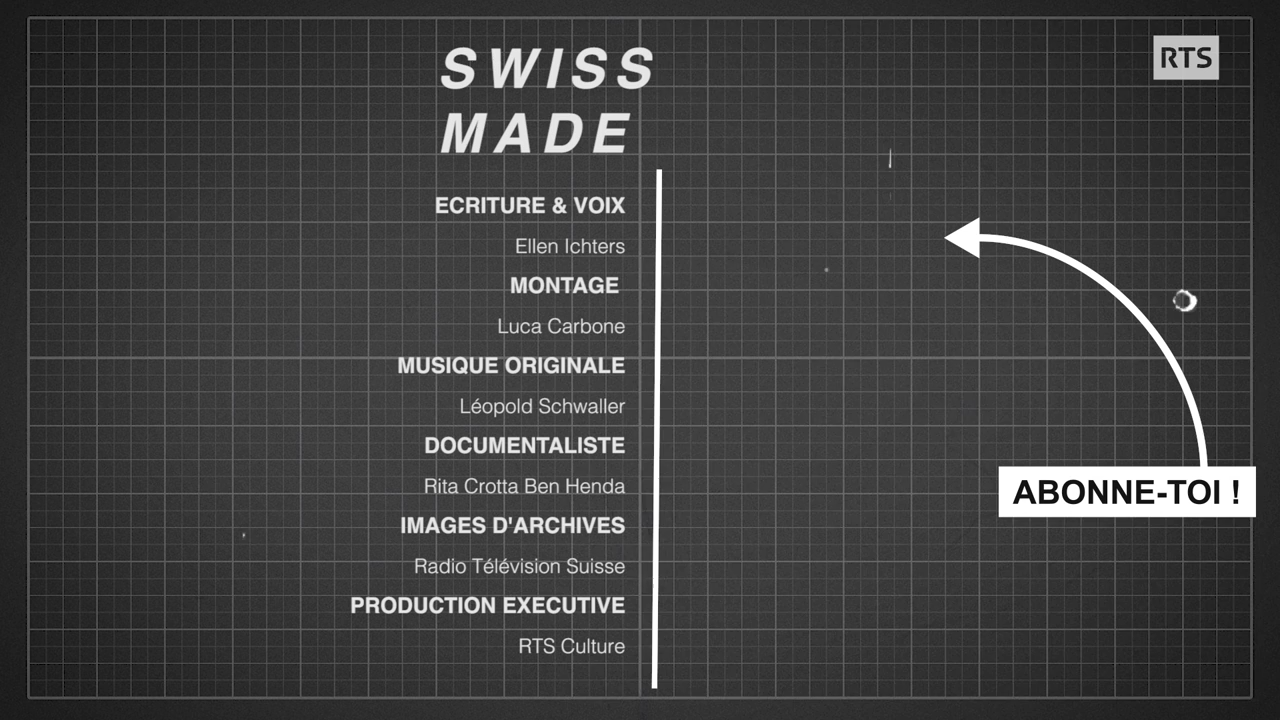 SWISS
MADE
RTS
ECRITURE & VOIX
Ellen Ichters
MONTAGE
Luca Carbone
MUSIQUE ORIGINALE
Léopold Schwaller
DOCUMENTALISTE
Rita Crotta Ben Henda
IMAGES D'ARCHIVES
Radio Télévision Suisse
PRODUCTION EXECUTIVE
RTS Culture
ABONNE-TOI !